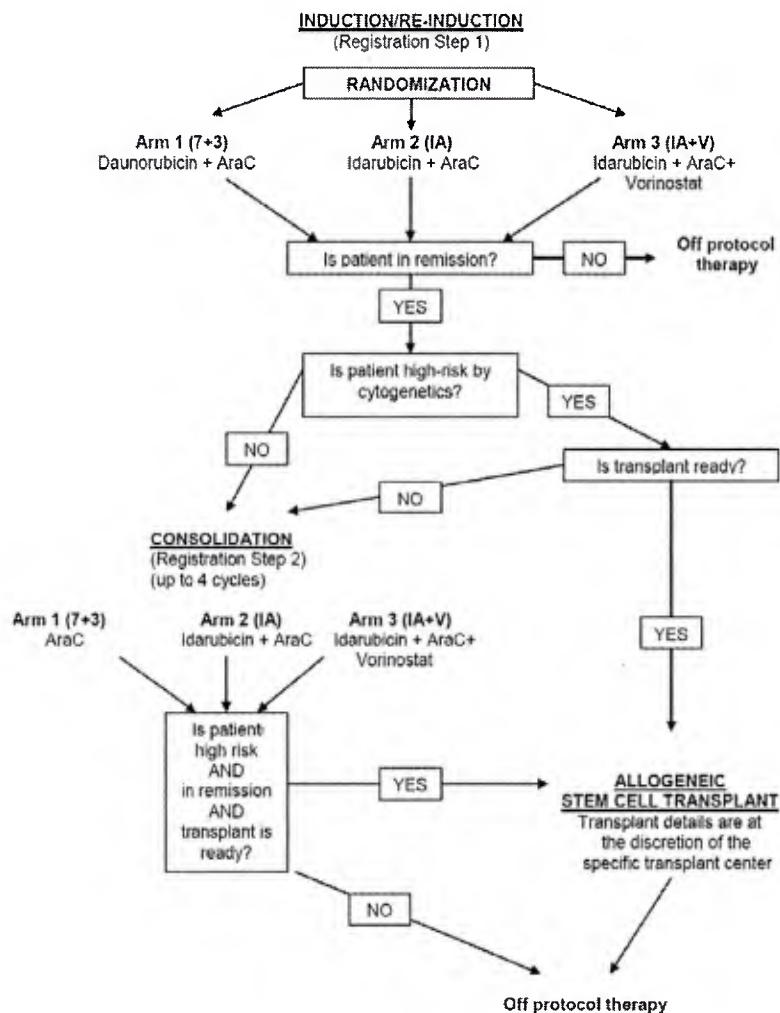 INDUCTION/RE-INDUCTION
(Registration Step 1)
RANDOMIZATION
Arm 1 (7+3)
Daunorubicin + AraC
Arm 2 (IA)
Idarubicin + AraC
Arm 3 (IA+V)
Idarubicin + AraC+
Vorinostat
Is patient in remission?
NO
Off protocol
therapy
YES
Is patient high-risk by
cytogenetics?
YES
NO
Is transplant ready?
NO
CONSOLIDATION
(Registration Step 2)
(up to 4 cycles)
Arm 1 (7+3)
AraC
Arm 2 (IA)
Idarubicin + AraC
Arm 3 (IA+V)
Idarubicin + AraC+
Vorinostat
YES
Is patient
high risk
AND
in remission
AND
transplant is
ready?
YES
ALLOGENEIC
STEM CELL TRANSPLANT
Transplant details are at
the discretion of the
specific transplant center
NO
Off protocol therapy